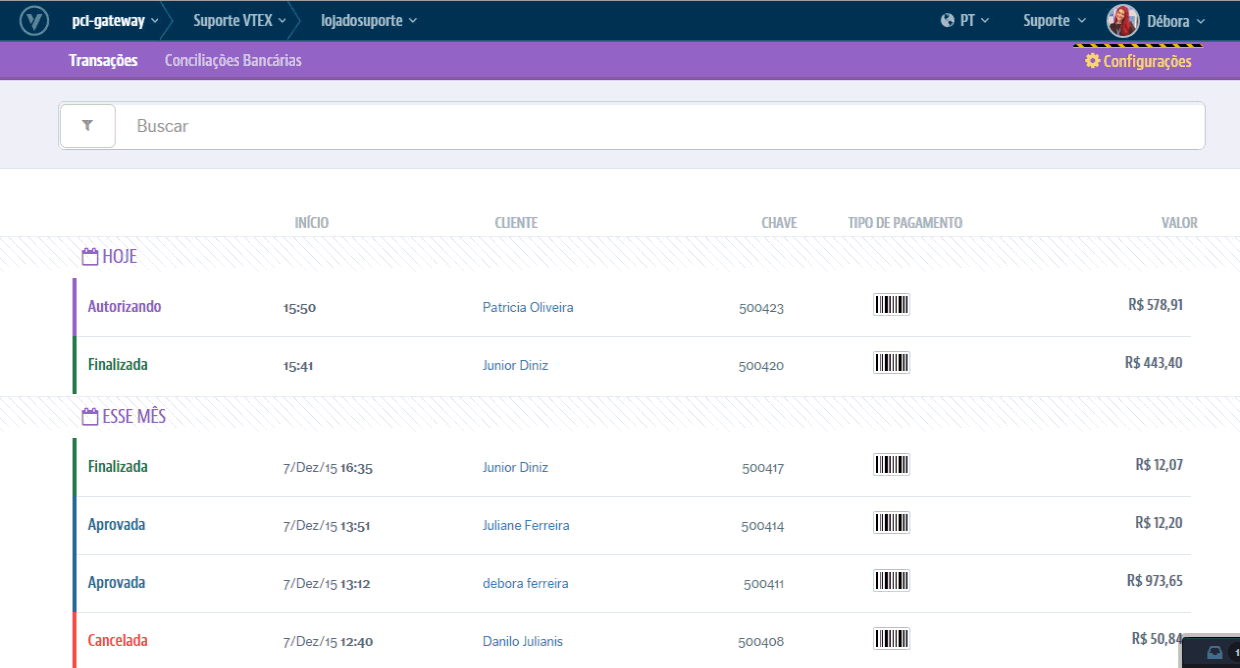 pci-gateway Suporte VTEX lojadosuporte PT Suporte Débora
Transações Conciliações Bancárias Configurações
Buscar
INÍCIO CLIENTE CHAVE TIPO DE PAGAMENTO VALOR
HOJE
Autorizando 15:50 Patricia Oliveira 500423 R$ 578,91
Finalizada 15:41 Junior Diniz 500420 R$ 443,40
ESSE MÊS
Finalizada 7/Dez/15 16:35 Junior Diniz 500417 R$ 12,07
Aprovada 7/Dez/15 13:51 Juliane Ferreira 500414 R$ 12,20
Aprovada 7/Dez/15 13:12 debora ferreira 500411 R$ 973,65
Cancelada 7/Dez/15 12:40 Danilo Julianis 500408 R$ 50,84